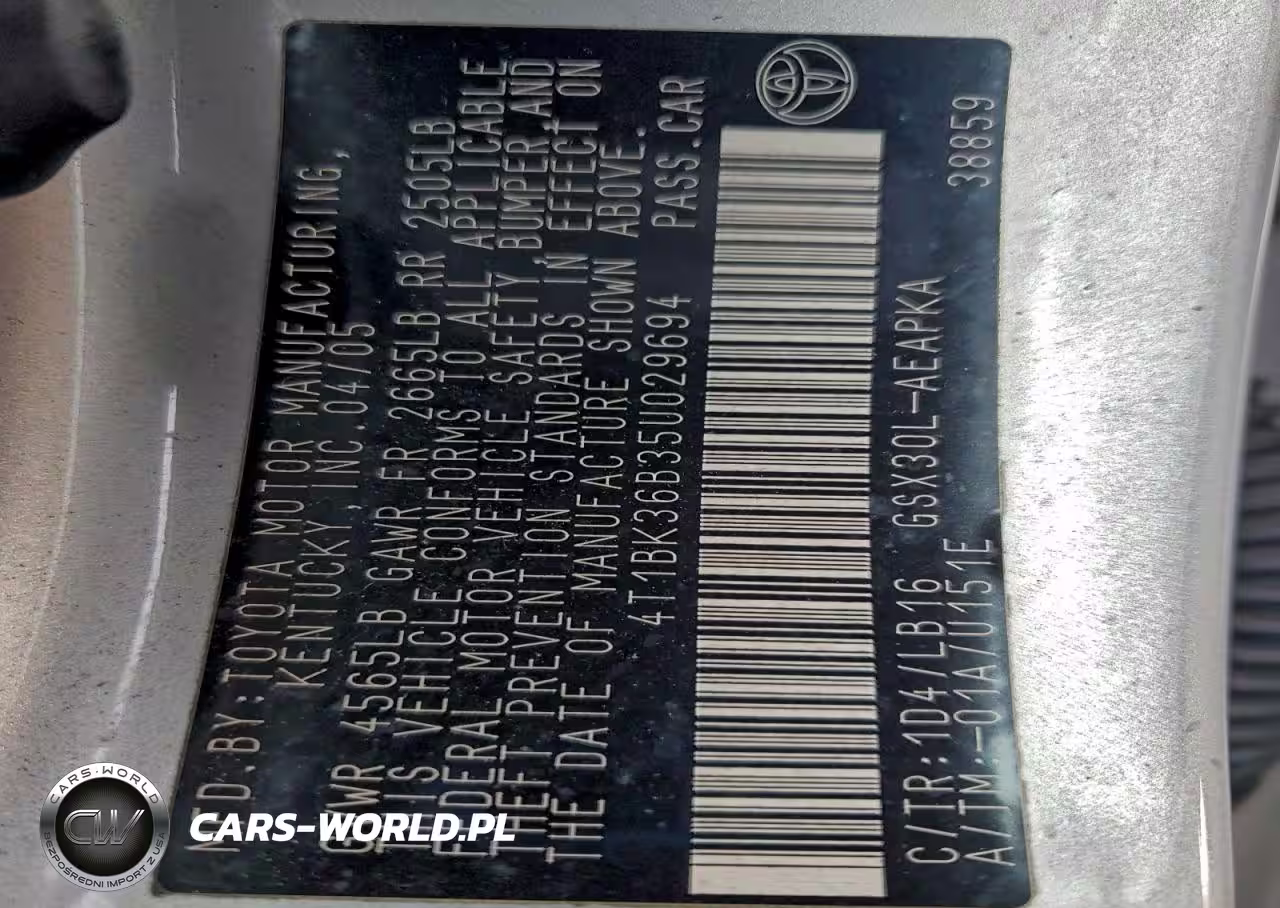 MFD.BY:TOYOTA MOTOR MANUFACTURING,
KENTUCKY, INC. 04/05
GVWR 4565LB GAWR FR 2665LB RR 2505LB
THIS VEHICLE CONFORMS TO ALL APPLICABLE
FEDERAL MOTOR VEHICLE SAFETY, BUMPER, AND
THEFT PREVENTION STANDARDS IN EFFECT ON
THE DATE OF MANUFACTURE SHOWN ABOVE.
4T1BK36B35U029694 PASS.CAR
C/TR:1D4/LB16 GSX30L-AEAPKA 38859
A/TM:-01A/U151E
CARS-WORLD
CW
BEZPOŚREDNI IMPORT Z USA
CARS-WORLD.PL